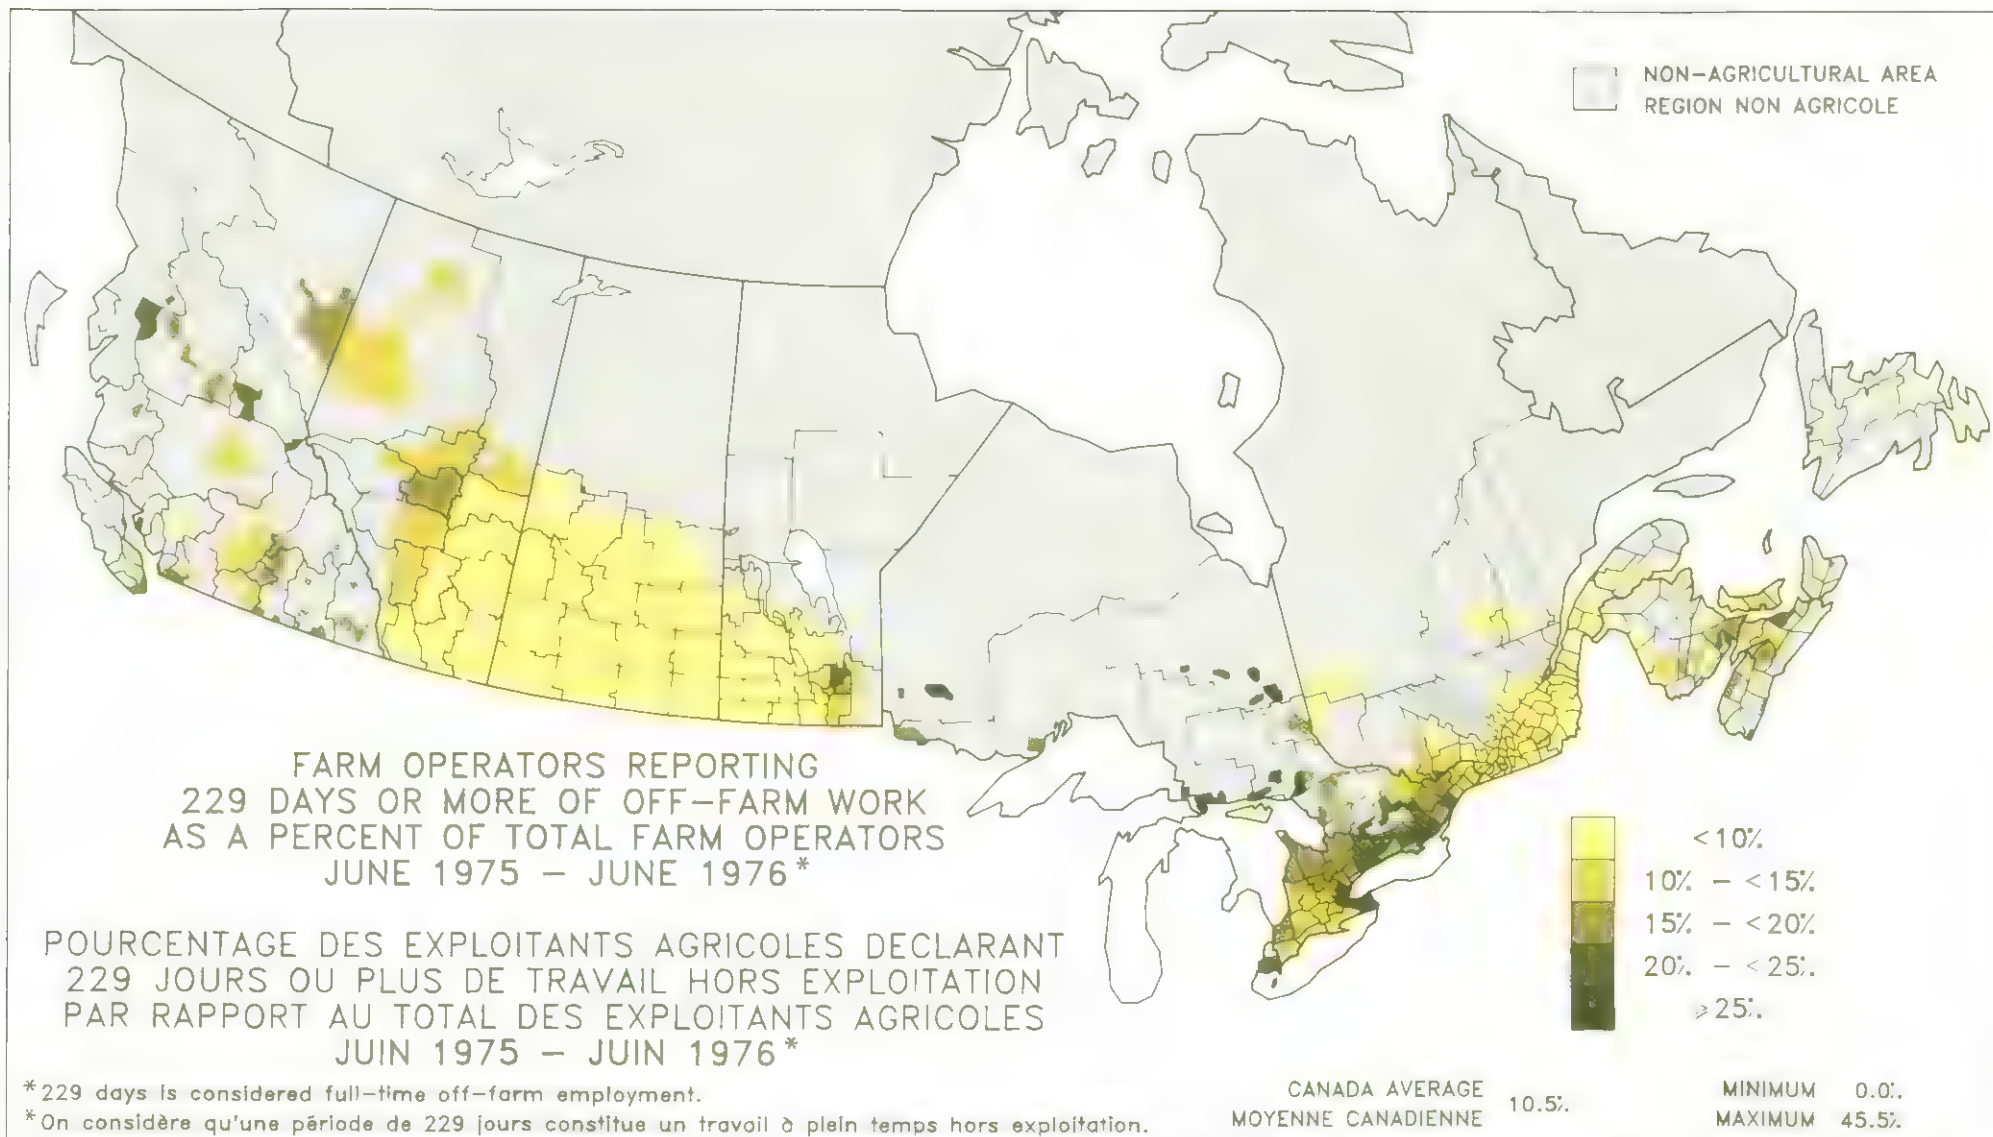 NON-AGRICULTURAL AREA
REGION NON AGRICOLE
FARM OPERATORS REPORTING
229 DAYS OR MORE OF OFF-FARM WORK
AS A PERCENT OF TOTAL FARM OPERATORS
JUNE 1975 - JUNE 1976*
POURCENTAGE DES EXPLOITANTS AGRICOLES DECLARANT
229 JOURS OU PLUS DE TRAVAIL HORS EXPLOITATION
PAR RAPPORT AU TOTAL DES EXPLOITANTS AGRICOLES
JUIN 1975 - JUIN 1976*
<10%
10% - <15%
15% - <20%
20% - <25%
≥25%
*229 days is considered full-time off-farm employment.
*On considère qu'une période de 229 jours constitue un travail à plein temps hors exploitation.
CANADA AVERAGE
MOYENNE CANADIENNE
10.5%
MINIMUM 0.0%
MAXIMUM 45.5%